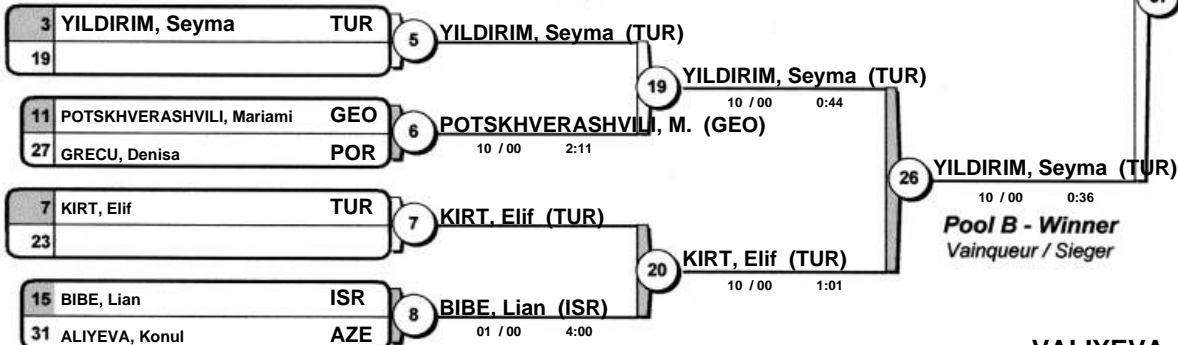 3 YILDIRIM, Seyma TUR
19
5
YILDIRIM, Seyma (TUR)
11 POTSKHVERASHVILI, Mariami GEO
27 GRECU, Denisa POR
6
POTSKHVERASHVILI, M. (GEO)
10 / 00 2:11
19
YILDIRIM, Seyma (TUR)
10 / 00 0:44
7 KIRT, Elif TUR
23
7
KIRT, Elif (TUR)
15 BIBE, Lian ISR
31 ALIYEVA, Konul AZE
8
BIBE, Lian (ISR)
01 / 00 4:00
20
KIRT, Elif (TUR)
10 / 00 1:01
26
YILDIRIM, Seyma (TUR)
10 / 00 0:36
Pool B - Winner
Vainqueur / Sieger